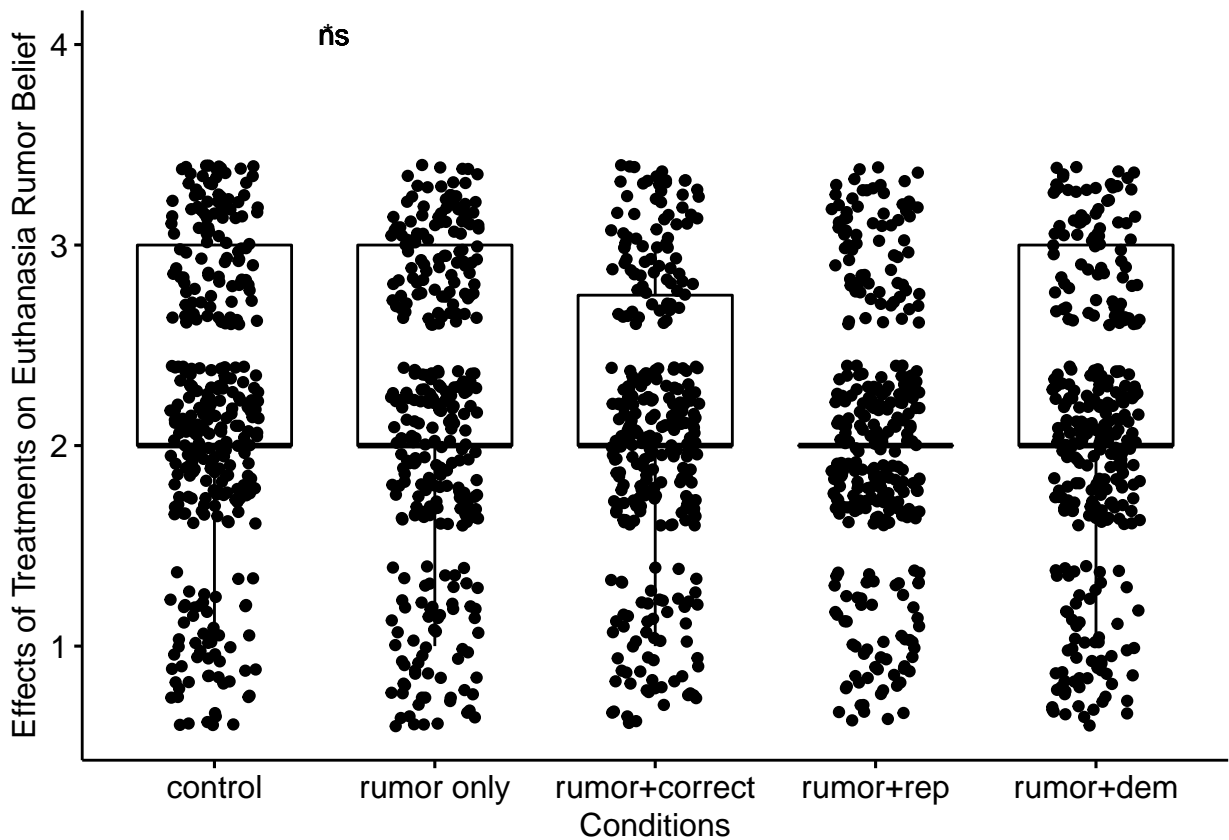 Effects of Treatments on Euthanasia Rumor Belief
4
3
2
1
control
rumor only
rumor+correct
rumor+rep
rumor+dem
Conditions